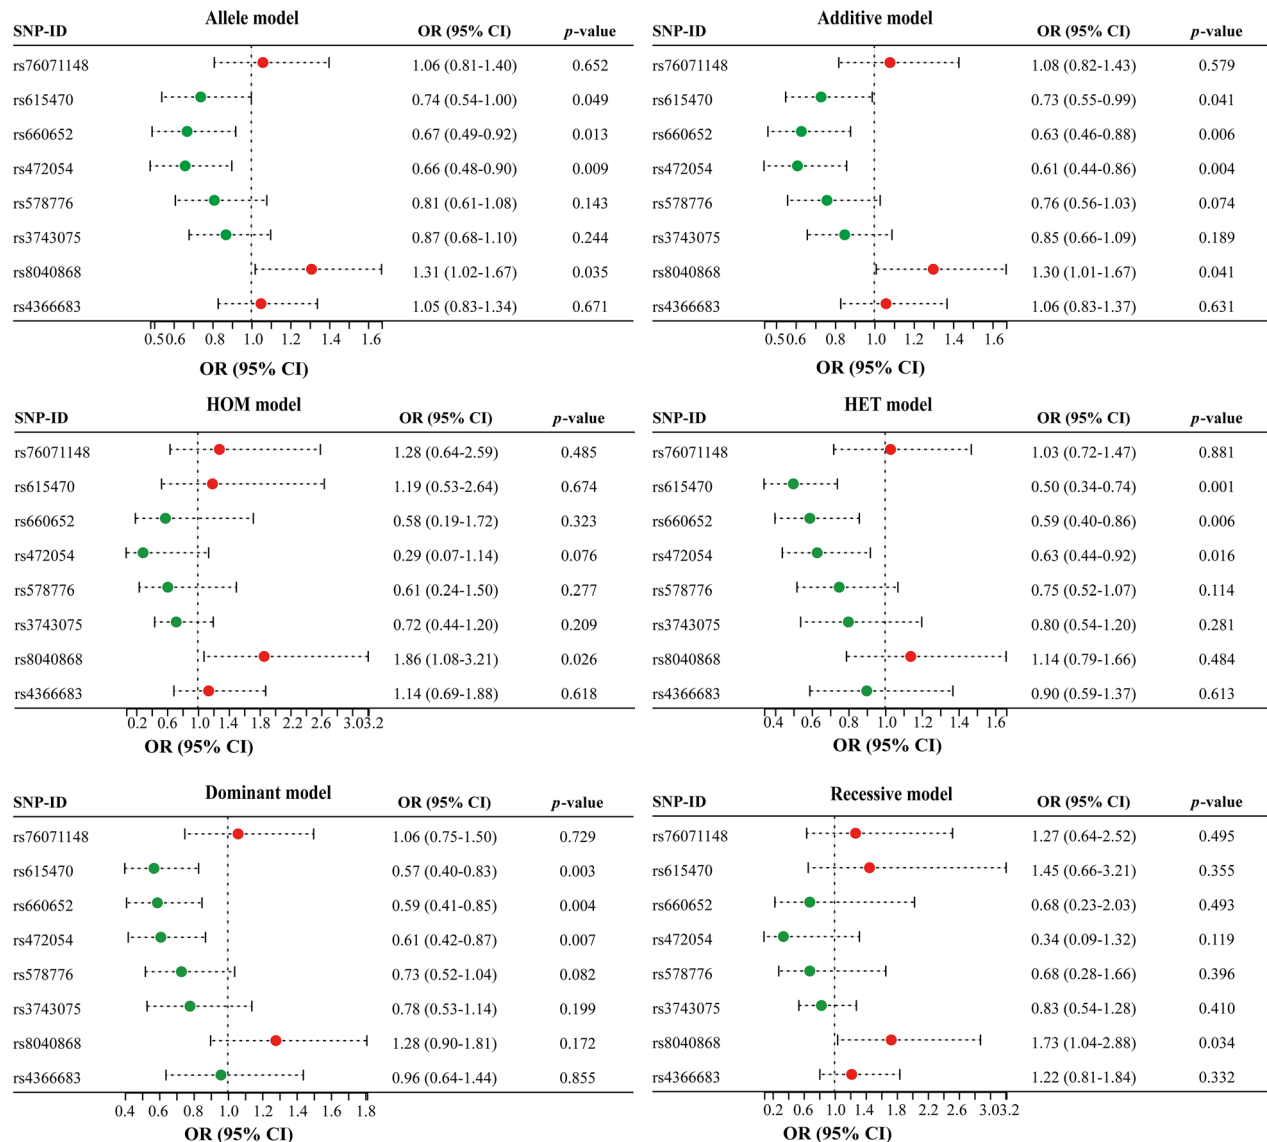 Allele model
SNP-ID OR (95% CI) p-value
rs76071148 1.06 (0.81-1.40) 0.652
rs615470 0.74 (0.54-1.00) 0.049
rs660652 0.67 (0.49-0.92) 0.013
rs472054 0.66 (0.48-0.90) 0.009
rs578776 0.81 (0.61-1.08) 0.143
rs3743075 0.87 (0.68-1.10) 0.244
rs8040868 1.31 (1.02-1.67) 0.035
rs4366683 1.05 (0.83-1.34) 0.671
0.5 0.6 0.8 1.0 1.2 1.4 1.6
OR (95% CI)
Additive model
SNP-ID OR (95% CI) p-value
rs76071148 1.08 (0.82-1.43) 0.579
rs615470 0.73 (0.55-0.99) 0.041
rs660652 0.63 (0.46-0.88) 0.006
rs472054 0.61 (0.44-0.86) 0.004
rs578776 0.76 (0.56-1.03) 0.074
rs3743075 0.85 (0.66-1.09) 0.189
rs8040868 1.30 (1.01-1.67) 0.041
rs4366683 1.06 (0.83-1.37) 0.631
0.5 0.6 0.8 1.0 1.2 1.4 1.6
OR (95% CI)
HOM model
SNP-ID OR (95% CI) p-value
rs76071148 1.28 (0.64-2.59) 0.485
rs615470 1.19 (0.53-2.64) 0.674
rs660652 0.58 (0.19-1.72) 0.323
rs472054 0.29 (0.07-1.14) 0.076
rs578776 0.61 (0.24-1.50) 0.277
rs3743075 0.72 (0.44-1.20) 0.209
rs8040868 1.86 (1.08-3.21) 0.026
rs4366683 1.14 (0.69-1.88) 0.618
0.2 0.6 1.0 1.4 1.8 2.2 2.6 3.0 3.2
OR (95% CI)
HET model
SNP-ID OR (95% CI) p-value
rs76071148 1.03 (0.72-1.47) 0.881
rs615470 0.50 (0.34-0.74) 0.001
rs660652 0.59 (0.40-0.86) 0.006
rs472054 0.63 (0.44-0.92) 0.016
rs578776 0.75 (0.52-1.07) 0.114
rs3743075 0.80 (0.54-1.20) 0.281
rs8040868 1.14 (0.79-1.66) 0.484
rs4366683 0.90 (0.59-1.37) 0.613
0.4 0.6 0.8 1.0 1.2 1.4 1.6
OR (95% CI)
Dominant model
SNP-ID OR (95% CI) p-value
rs76071148 1.06 (0.75-1.50) 0.729
rs615470 0.57 (0.40-0.83) 0.003
rs660652 0.59 (0.41-0.85) 0.004
rs472054 0.61 (0.42-0.87) 0.007
rs578776 0.73 (0.52-1.04) 0.082
rs3743075 0.78 (0.53-1.14) 0.199
rs8040868 1.28 (0.90-1.81) 0.172
rs4366683 0.96 (0.64-1.44) 0.855
0.4 0.6 0.8 1.0 1.2 1.4 1.6 1.8
OR (95% CI)
Recessive model
SNP-ID OR (95% CI) p-value
rs76071148 1.27 (0.64-2.52) 0.495
rs615470 1.45 (0.66-3.21) 0.355
rs660652 0.68 (0.23-2.03) 0.493
rs472054 0.34 (0.09-1.32) 0.119
rs578776 0.68 (0.28-1.66) 0.396
rs3743075 0.83 (0.54-1.28) 0.410
rs8040868 1.73 (1.04-2.88) 0.034
rs4366683 1.22 (0.81-1.84) 0.332
0.2 0.6 1.0 1.4 1.8 2.2 2.6 3.0 3.2
OR (95% CI)